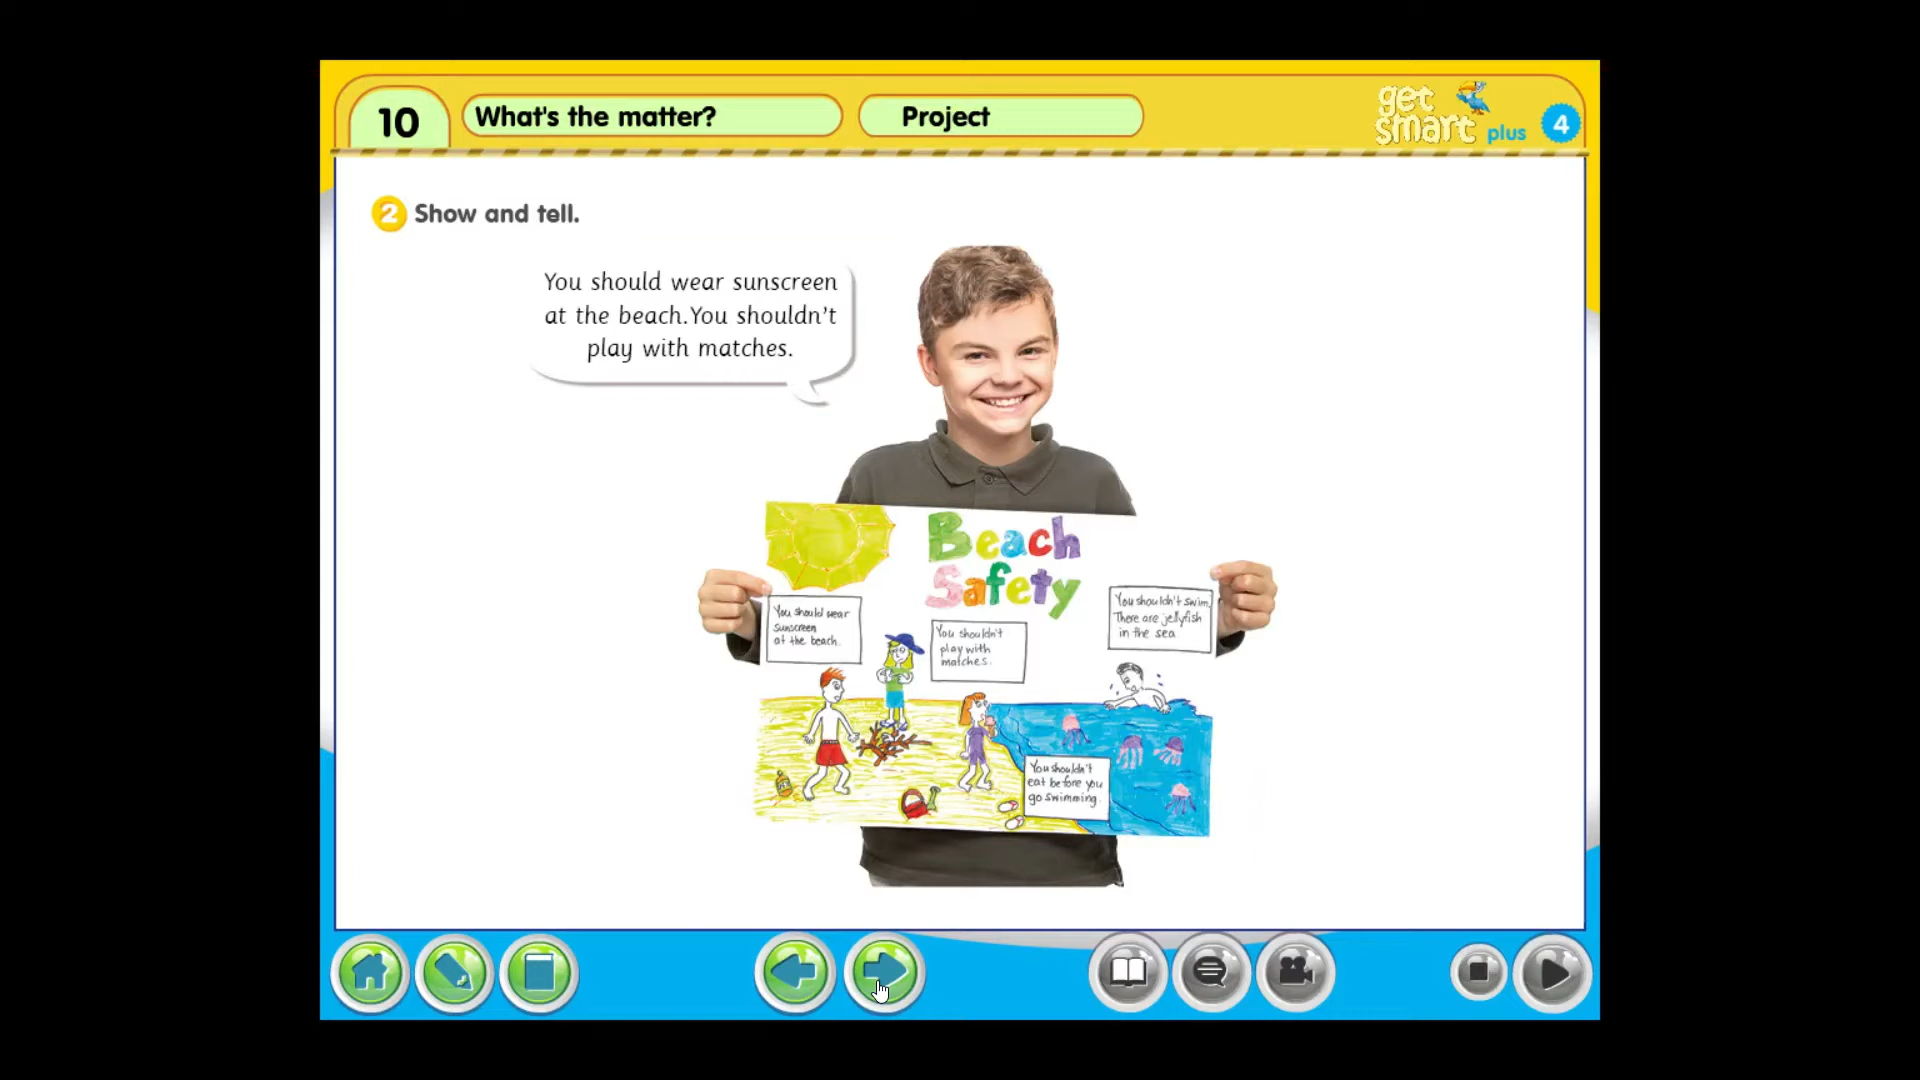 10
What's the matter?
Project
get
smart plus 4
2 Show and tell.
You should wear sunscreen
at the beach.You shouldn't
play with matches.
Beach
Safety
You should wear
sunscreen
at the beach.
You shouldn't
play with
matches.
You shouldn't swim.
There are jellyfish
in the sea
You shouldn't
eat before you
go swimming.